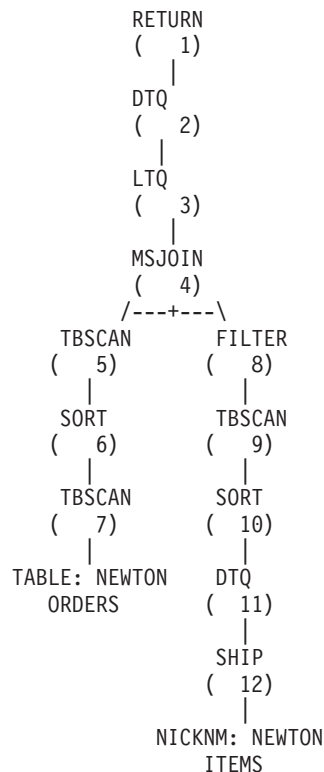 RETURN
( 1)
|
DTQ
( 2)
|
LTQ
( 3)
|
MSJOIN
( 4)
/---+---\
TBSCAN FILTER
( 5) ( 8)
| |
SORT TBSCAN
( 6) ( 9)
| |
TBSCAN SORT
( 7) ( 10)
| |
TABLE: NEWTON DTQ
ORDERS ( 11)
|
SHIP
( 12)
|
NICKNM: NEWTON
ITEMS